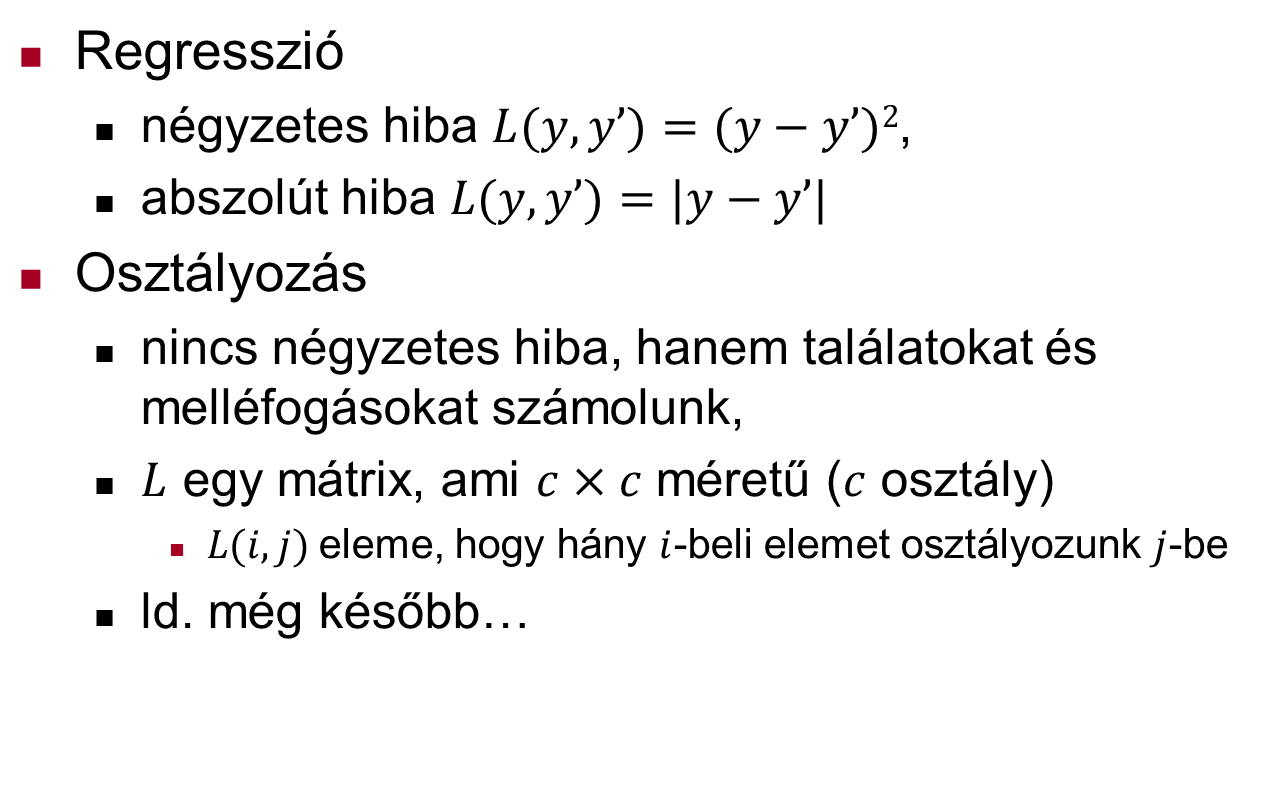 Regresszió
négyzetes hiba 𝐿(𝑦, 𝑦’) = (𝑦 − 𝑦’)²,
abszolút hiba 𝐿(𝑦, 𝑦’) = |𝑦 − 𝑦’|
Osztályozás
nincs négyzetes hiba, hanem találatokat és
melléfogásokat számolunk,
𝐿 egy mátrix, ami 𝑐 × 𝑐 méretű (𝑐 osztály)
𝐿(𝑖, 𝑗) eleme, hogy hány 𝑖-beli elemet osztályozunk 𝑗-be
ld. még később…